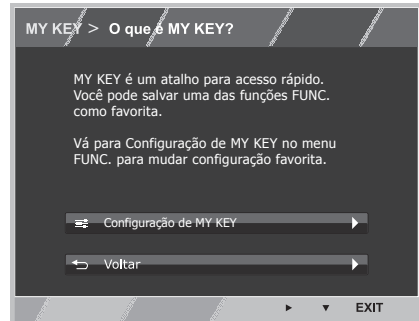 MY KEY > O que é MY KEY?
MY KEY é um atalho para acesso rápido.
Você pode salvar uma das funções FUNC.
como favorita.
Vá para Configuração de MY KEY no menu
FUNC. para mudar configuração favorita.
Configuração de MY KEY
Voltar
EXIT